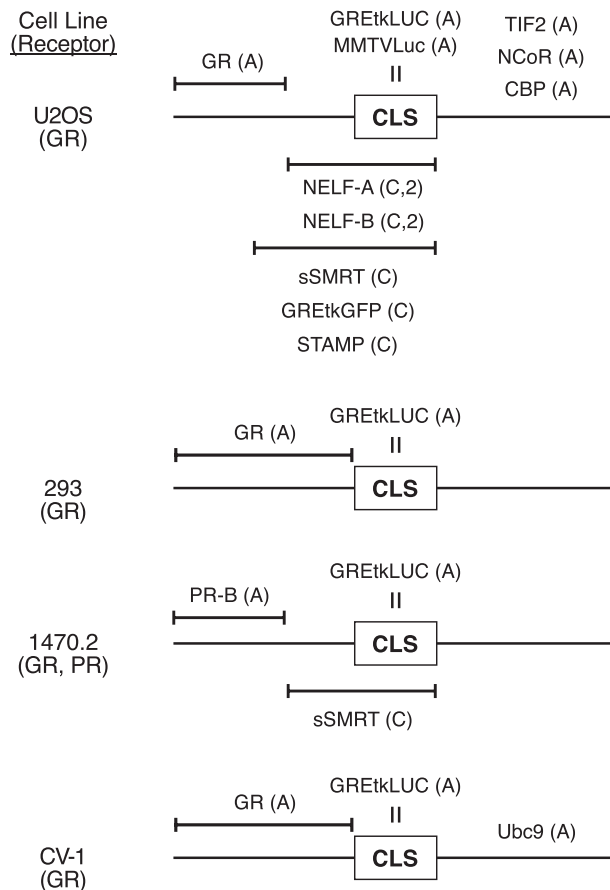 Cell Line
(Receptor)
GREtkLUC (A)
MMTVLuc (A)
II
TIF2 (A)
NCoR (A)
CBP (A)
GR (A)
U2OS
(GR)
CLS
NELF-A (C,2)
NELF-B (C,2)
sSMRT (C)
GREtkGFP (C)
STAMP (C)
GREtkLUC (A)
II
GR (A)
293
(GR)
CLS
GREtkLUC (A)
II
PR-B (A)
1470.2
(GR, PR)
CLS
sSMRT (C)
GREtkLUC (A)
II
GR (A)
Ubc9 (A)
CV-1
(GR)
CLS